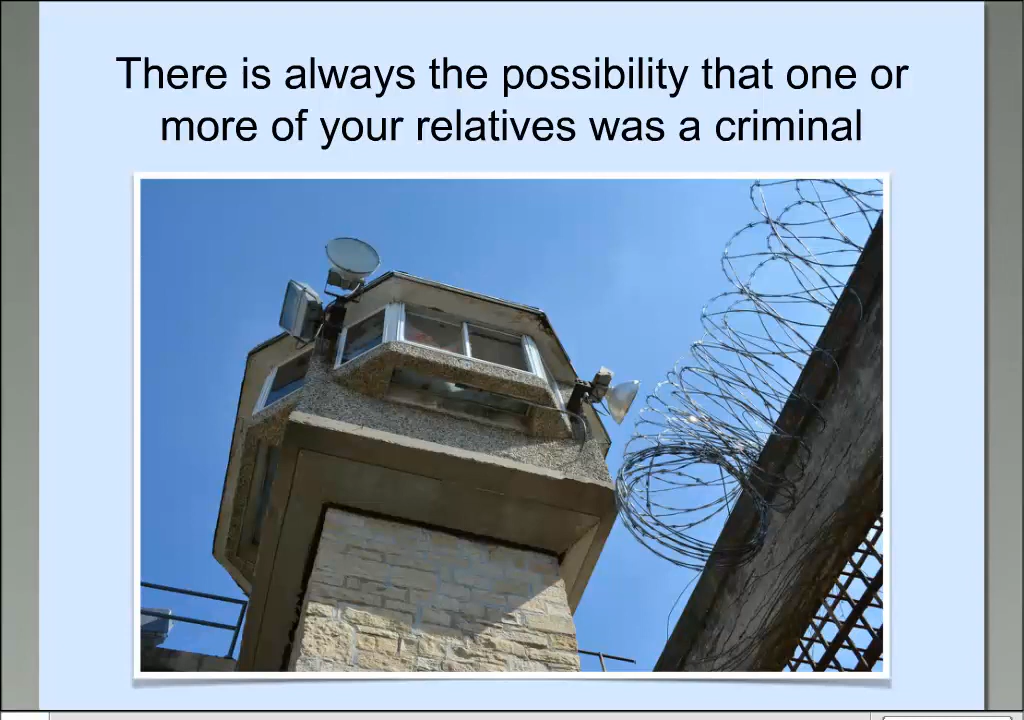 There is always the possibility that one or
more of your relatives was a criminal